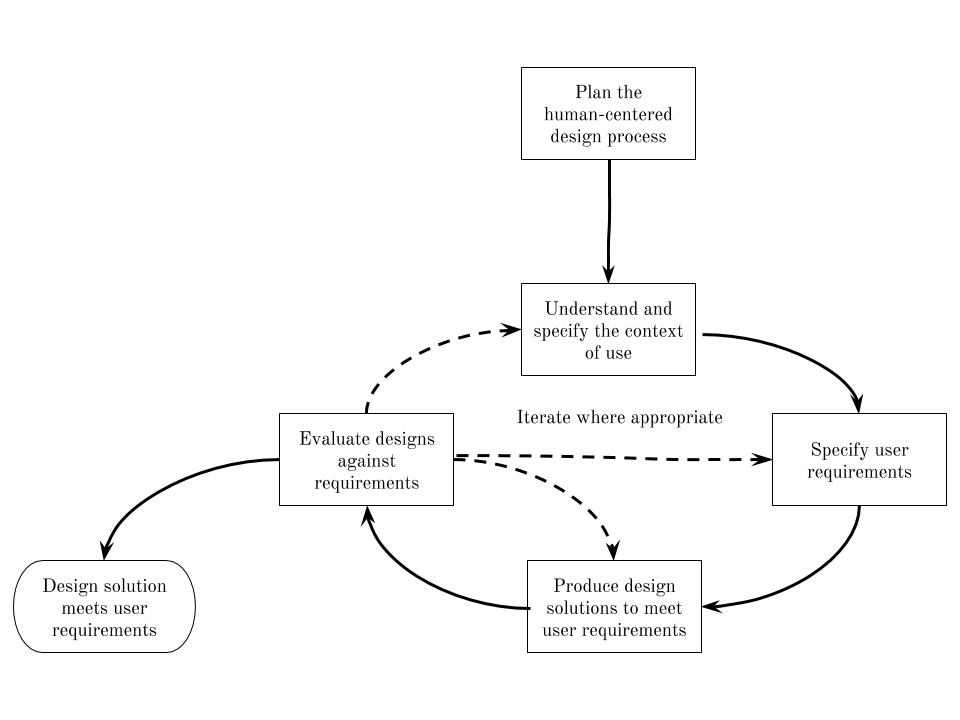 Plan the
human-centered
design process
Understand and
specify the context
of use
Iterate where appropriate
Evaluate designs
against
requirements
Specify user
requirements
Design solution
meets user
requirements
Produce design
solutions to meet
user requirements